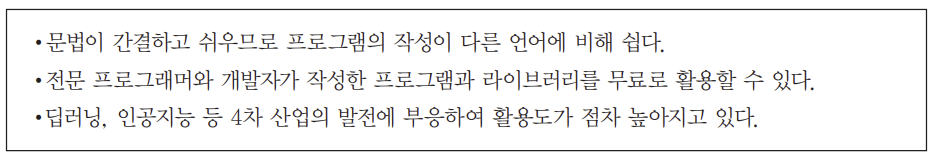 •문법이 간결하고 쉬우므로 프로그램의 작성이 다른 언어에 비해 쉽다.
•전문 프로그래머와 개발자가 작성한 프로그램과 라이브러리를 무료로 활용할 수 있다.
•딥러닝, 인공지능 등 4차 산업의 발전에 부응하여 활용도가 점차 높아지고 있다.